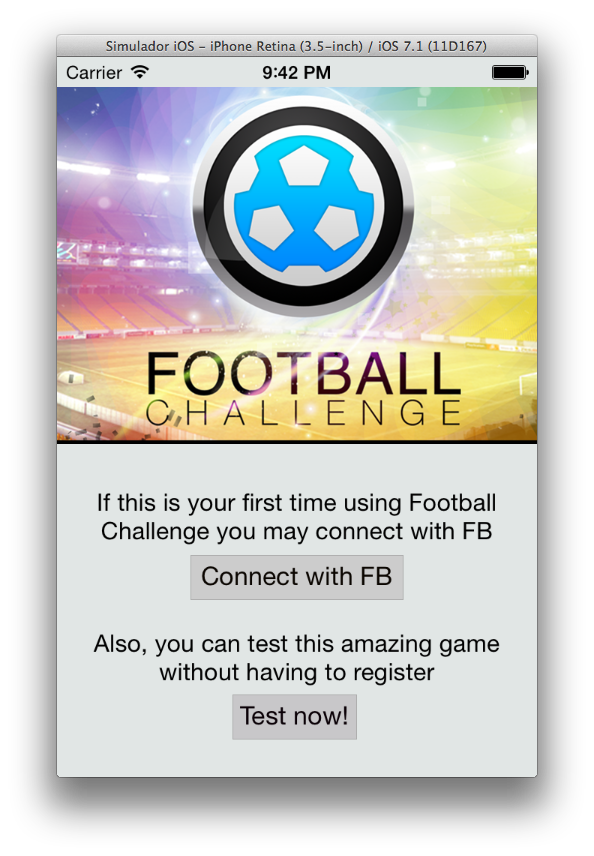 Simulador iOS - iPhone Retina (3.5-inch) / iOS 7.1 (11D167)
Carrier 9:42 PM
FOOTBALL
CHALLENGE
If this is your first time using Football
Challenge you may connect with FB
Connect with FB
Also, you can test this amazing game
without having to register
Test now!